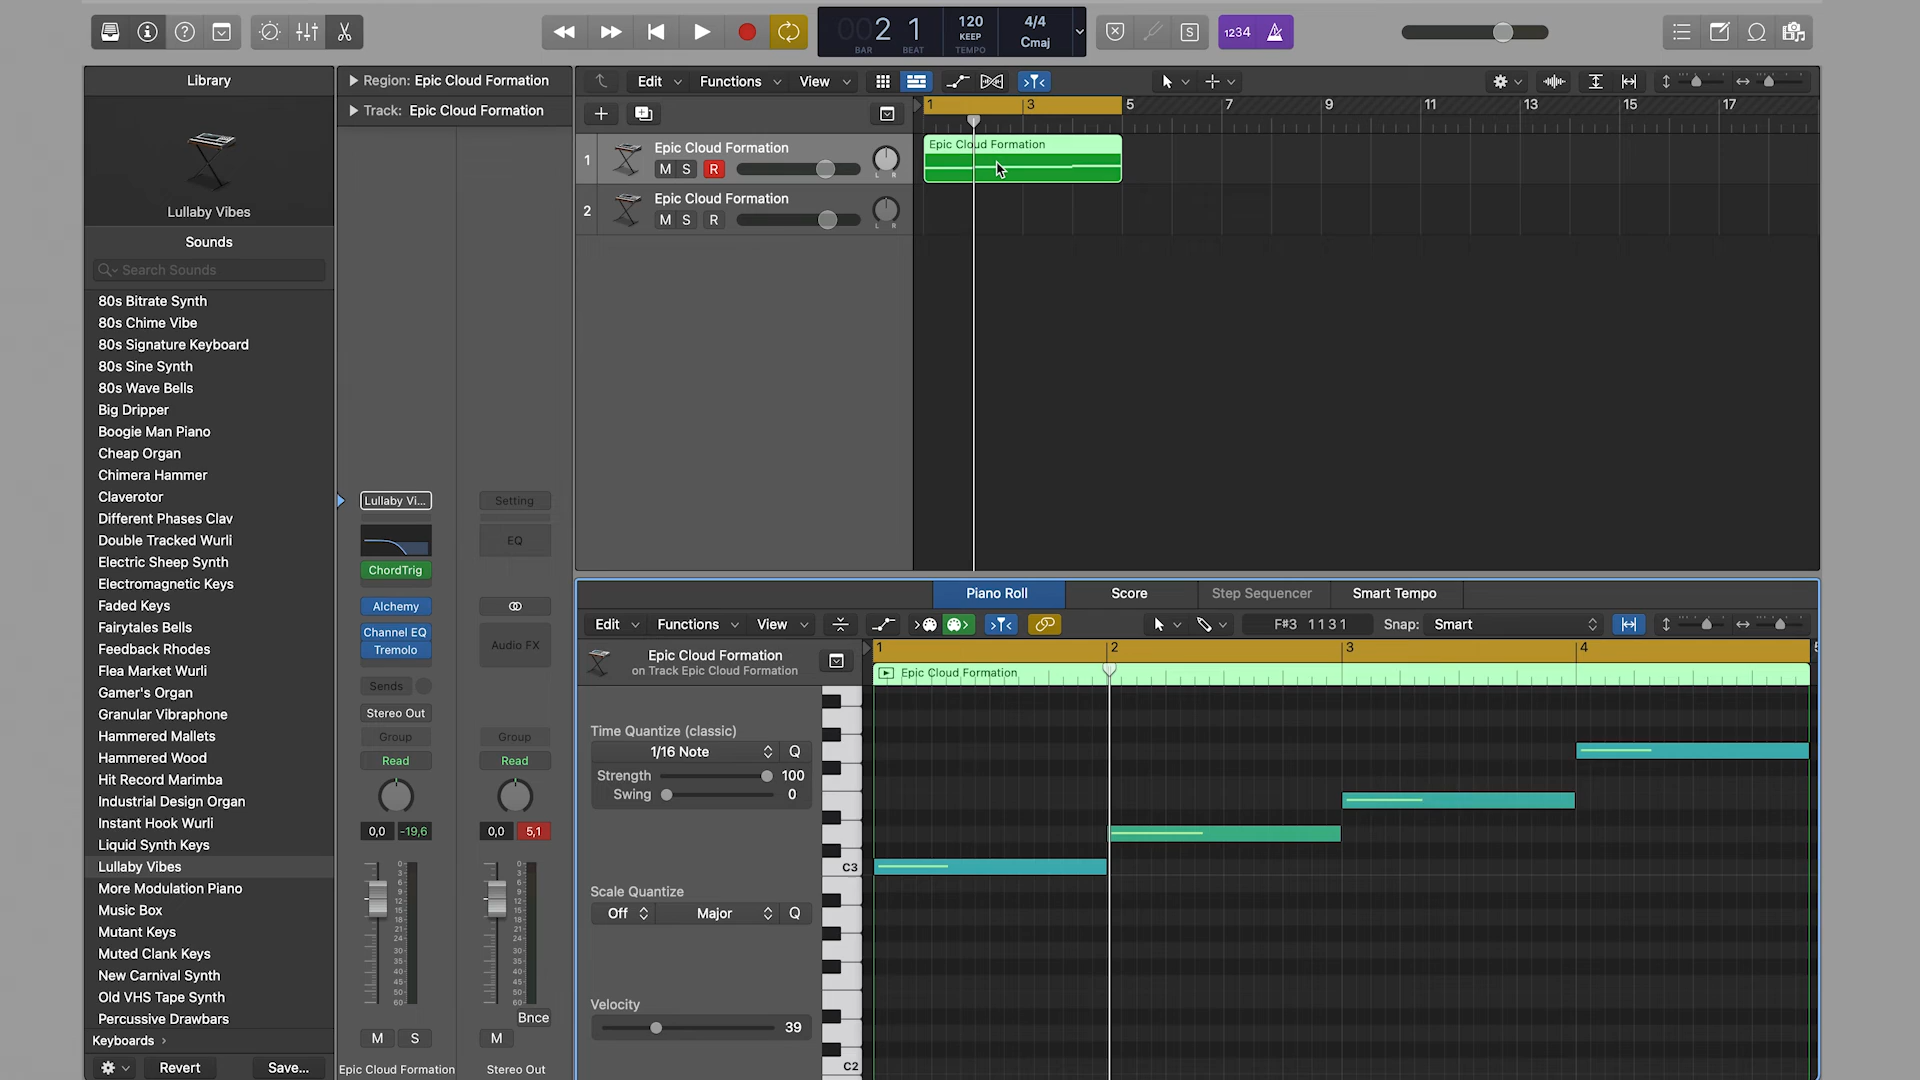 00 2 1
BAR BEAT
120
KEEP
TEMPO
4/4
Cmaj
S
1234
Library
Region: Epic Cloud Formation
Track: Epic Cloud Formation
Edit Functions View
1 3 5 7 9 11 13 15 17
Lullaby Vibes
Sounds
Search Sounds
80s Bitrate Synth
80s Chime Vibe
80s Signature Keyboard
80s Sine Synth
80s Wave Bells
Big Dripper
Boogie Man Piano
Cheap Organ
Chimera Hammer
Claverotor
Different Phases Clav
Double Tracked Wurli
Electric Sheep Synth
Electromagnetic Keys
Faded Keys
Fairytales Bells
Feedback Rhodes
Flea Market Wurli
Gamer's Organ
Granular Vibraphone
Hammered Mallets
Hammered Wood
Hit Record Marimba
Industrial Design Organ
Instant Hook Wurli
Liquid Synth Keys
Lullaby Vibes
More Modulation Piano
Music Box
Mutant Keys
Muted Clank Keys
New Carnival Synth
Old VHS Tape Synth
Percussive Drawbars
Keyboards
Revert Save...
Lullaby Vi...
ChordTrig
Alchemy
Channel EQ
Tremolo
Sends
Stereo Out
Group
Read
0,0 -19,6
M S
Epic Cloud Formation
Setting
EQ
Audio FX
Group
Read
0,0 5,1
Bnce
M
Stereo Out
1 Epic Cloud Formation
M S R
L R
2 Epic Cloud Formation
M S R
L R
Epic Cloud Formation
Piano Roll Score Step Sequencer Smart Tempo
Edit Functions View
F#3 1 1 3 1
Snap: Smart
Epic Cloud Formation
on Track Epic Cloud Formation
1 2 3 4 5
Epic Cloud Formation
Time Quantize (classic)
1/16 Note Q
Strength 100
Swing 0
Scale Quantize
Off Major Q
Velocity
39
C3
C2